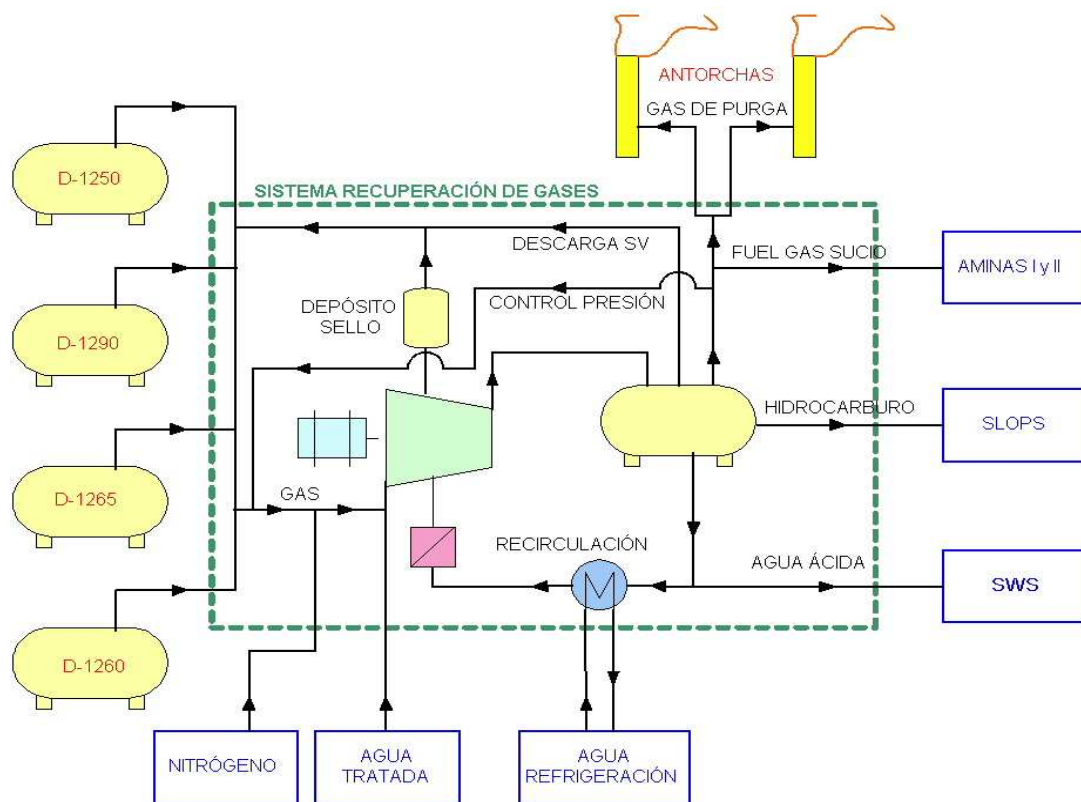 ANTORCHAS
GAS DE PURGA
D-1250
SISTEMA RECUPERACIÓN DE GASES
DESCARGA SV
FUEL GAS SUCIO
AMINAS I y II
DEPÓSITO
SELLO
CONTROL PRESIÓN
D-1290
HIDROCARBURO
SLOPS
D-1265
GAS
RECIRCULACIÓN
AGUA ÁCIDA
SWS
D-1260
NITRÓGENO
AGUA
TRATADA
AGUA
REFRIGERACIÓN